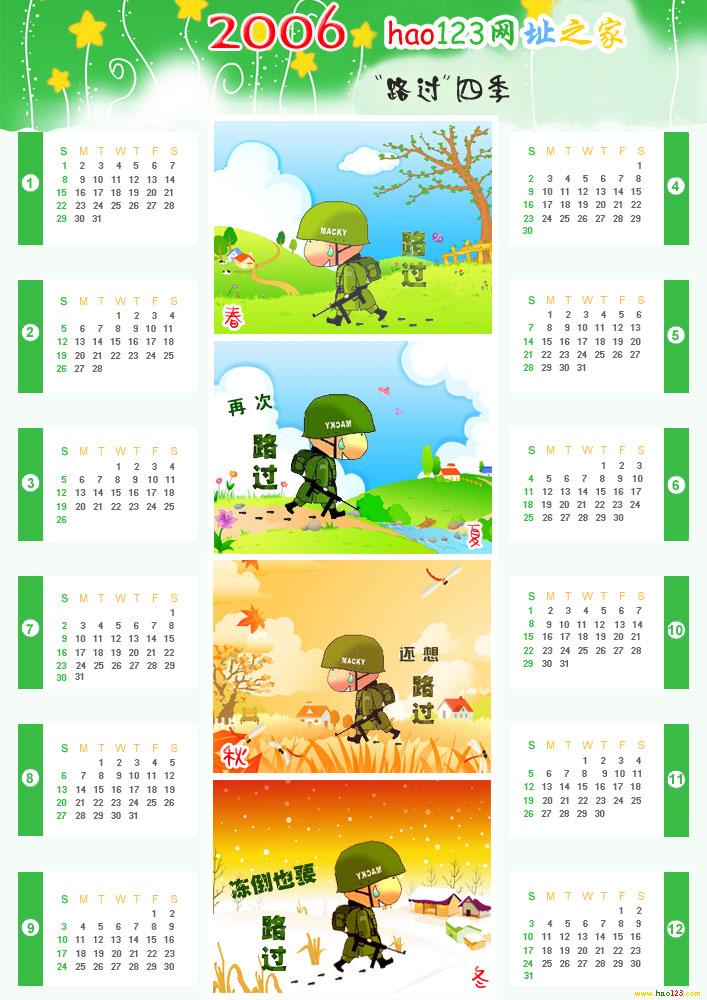 2006 hao123网址之家
“路过”四季
1
S M T W T F S
1 2 3 4 5 6 7
8 9 10 11 12 13 14
15 16 17 18 19 20 21
22 23 24 25 26 27 28
29 30 31
2
S M T W T F S
1 2 3 4
5 6 7 8 9 10 11
12 13 14 15 16 17 18
19 20 21 22 23 24 25
26 27 28
3
S M T W T F S
1 2 3 4
5 6 7 8 9 10 11
12 13 14 15 16 17 18
19 20 21 22 23 24 25
26
7
S M T W T F S
1
2 3 4 5 6 7 8
9 10 11 12 13 14 15
16 17 18 19 20 21 22
23 24 25 26 27 28 29
30 31
8
S M T W T F S
1 2 3 4 5
6 7 8 9 10 11 12
13 14 15 16 17 18 19
20 21 22 23 24 25 26
27 28 29 30 31
9
S M T W T F S
1 2
3 4 5 6 7 8 9
10 11 12 13 14 15 16
17 18 19 20 21 22 23
24 25 26 27 28 29 30
MACKY
路过
春
再次
路过
MACKY
夏
MACKY
还想
路过
秋
冻倒也要
路过
MACKY
冬
4
S M T W T F S
1
2 3 4 5 6 7 8
9 10 11 12 13 14 15
16 17 18 19 20 21 22
23 24 25 26 27 28 29
30
5
S M T W T F S
1 2 3 4 5 6
7 8 9 10 11 12 13
14 15 16 17 18 19 20
21 22 23 24 25 26 27
28 29 30 31
6
S M T W T F S
1 2 3
4 5 6 7 8 9 10
11 12 13 14 15 16 17
18 19 20 21 22 23 24
25 26 27 28 29 30
10
S M T W T F S
1 2 3 4 5 6 7
8 9 10 11 12 13 14
15 16 17 18 19 20 21
22 23 24 25 26 27 28
29 30 31
11
S M T W T F S
1 2 3 4
5 6 7 8 9 10 11
12 13 14 15 16 17 18
19 20 21 22 23 24 25
26 27 28 29 30
12
S M T W T F S
1 2
3 4 5 6 7 8 9
10 11 12 13 14 15 16
17 18 19 20 21 22 23
24 25 26 27 28 29 30
31
www.hao123.com